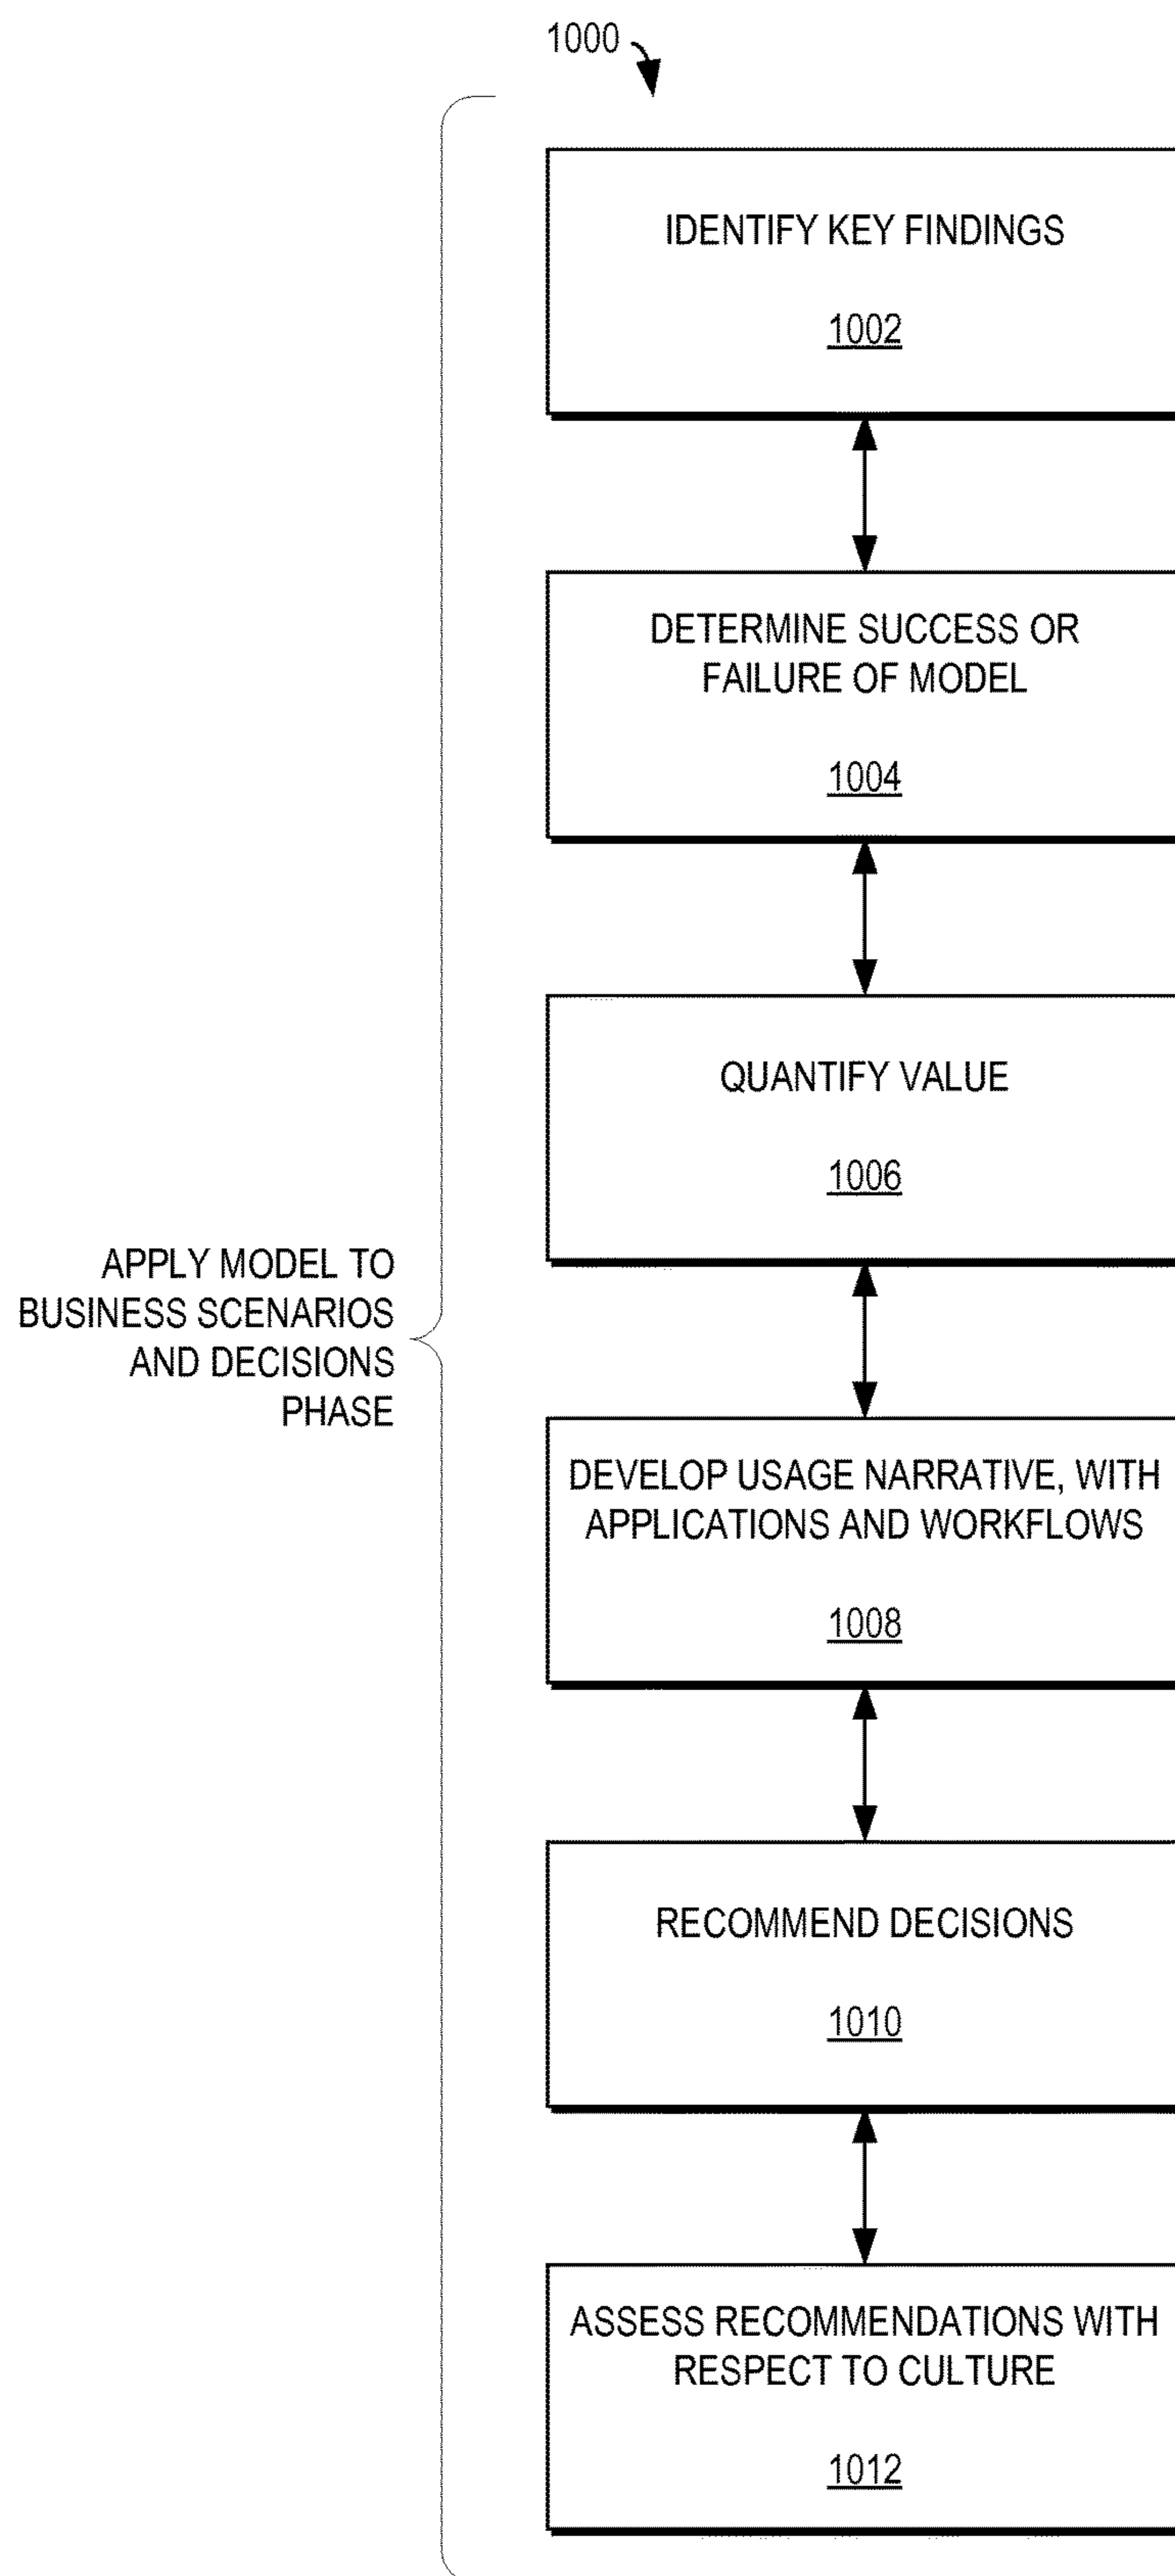 1000
IDENTIFY KEY FINDINGS
1002
DETERMINE SUCCESS OR
FAILURE OF MODEL
1004
QUANTIFY VALUE
1006
APPLY MODEL TO
BUSINESS SCENARIOS
AND DECISIONS
PHASE
DEVELOP USAGE NARRATIVE, WITH
APPLICATIONS AND WORKFLOWS
1008
RECOMMEND DECISIONS
1010
ASSESS RECOMMENDATIONS WITH
RESPECT TO CULTURE
1012